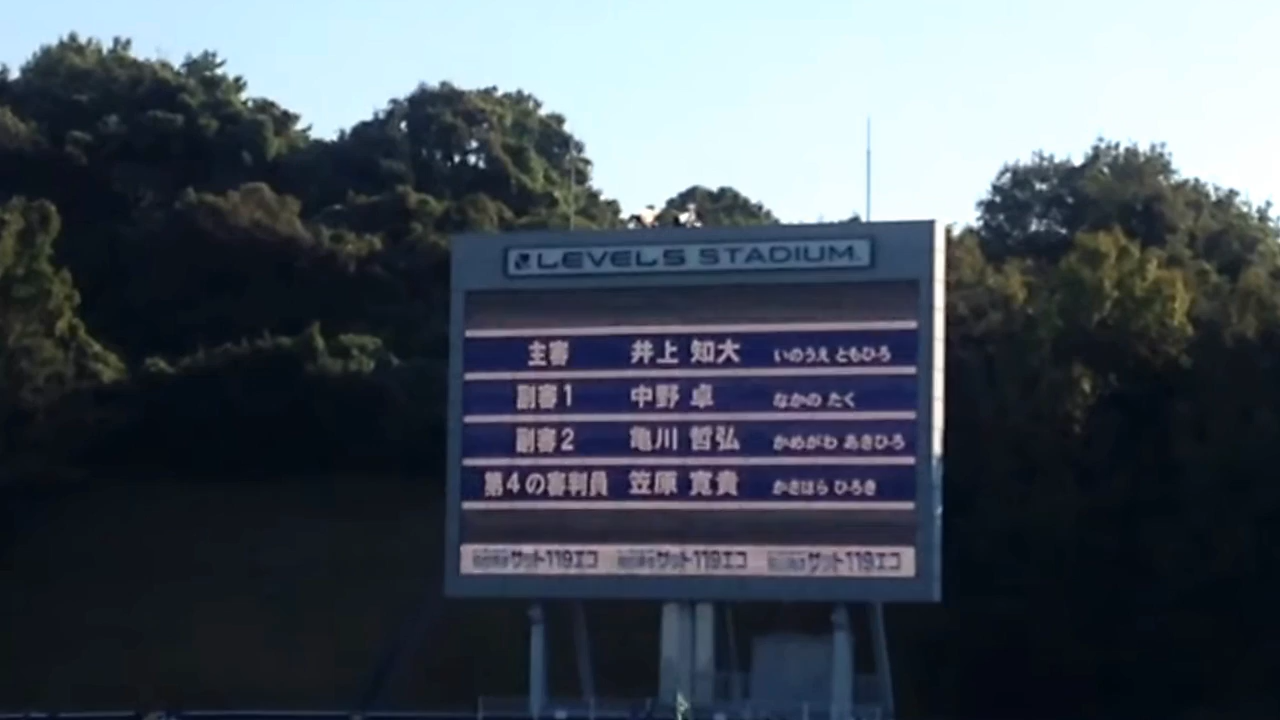 LEVEL5 STADIUM
主審 井上 知大 いのうえ ともひろ
副審1 中野 卓 なかの たく
副審2 亀川 哲弘 かめがわ あきひろ
第4の審判員 笠原 寛貴 かさはら ひろき
サット119エコ サット119エコ サット119エコ